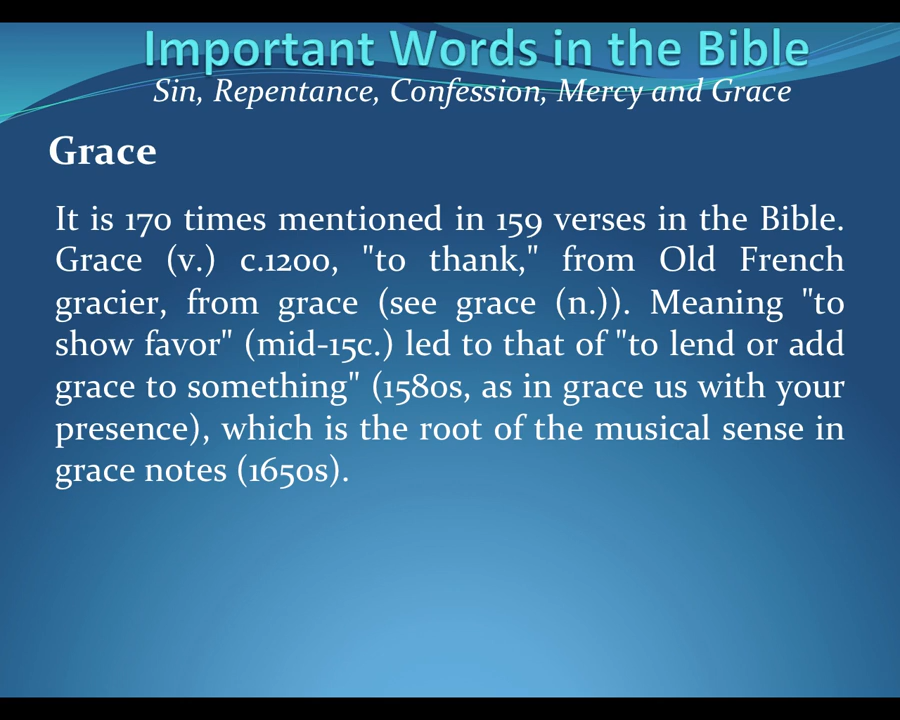 Important Words in the Bible
Sin, Repentance, Confession, Mercy and Grace
Grace
It is 170 times mentioned in 159 verses in the Bible.
Grace (v.) c.1200, "to thank," from Old French
gracier, from grace (see grace (n.)). Meaning "to
show favor" (mid-15c.) led to that of "to lend or add
grace to something" (1580s, as in grace us with your
presence), which is the root of the musical sense in
grace notes (1650s).